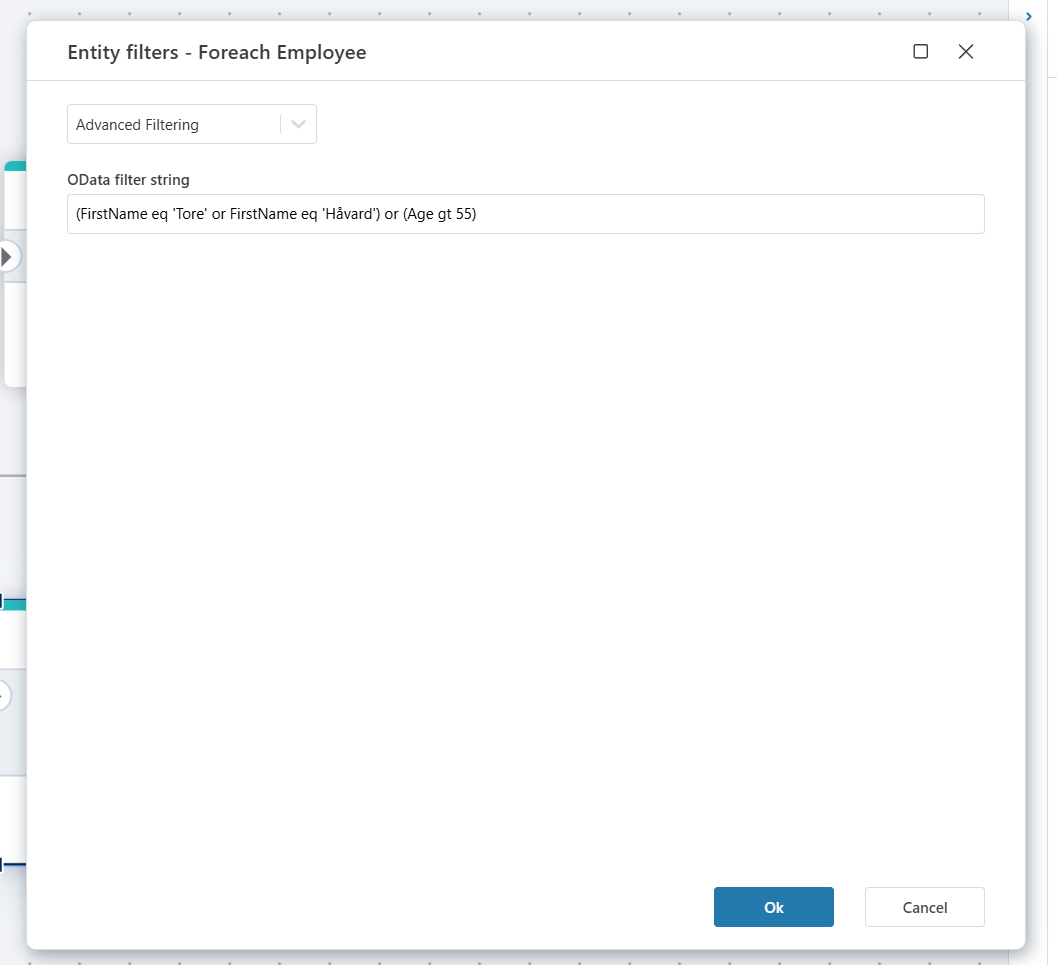 Entity filters - Foreach Employee
Advanced Filtering
OData filter string
(FirstName eq 'Tore' or FirstName eq 'Håvard') or (Age gt 55)
Ok
Cancel